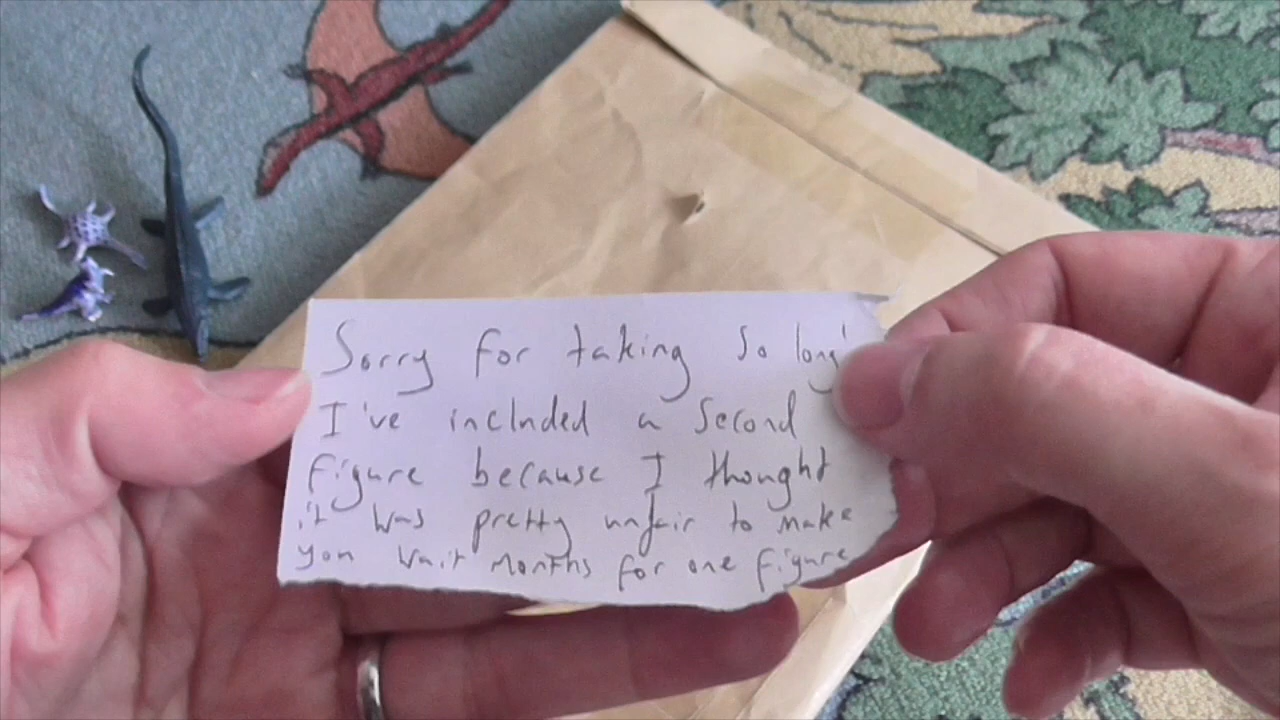 Sorry for taking so long!
I've included a second
figure because I thought
it was pretty unfair to make
you wait months for one figure